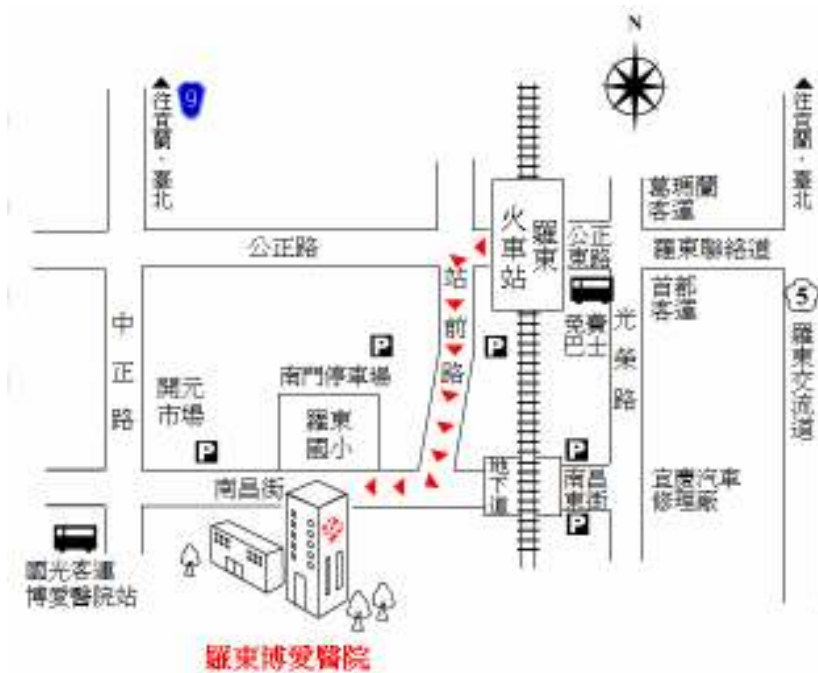 N
▲往宜蘭・臺北
9
▲往宜蘭・臺北
葛瑪蘭
客運
羅東
火車站
公正路
公正
東路
羅東聯絡道
站前路
免費
巴士
首都
客運
5
羅東交流道
光榮路
中正路
P
P
南門停車場
開元
市場
羅東
國小
P
P
南昌街
地下道
南昌
東街
P
宜慶汽車
修理廠
國光客運
博愛醫院站
羅東博愛醫院